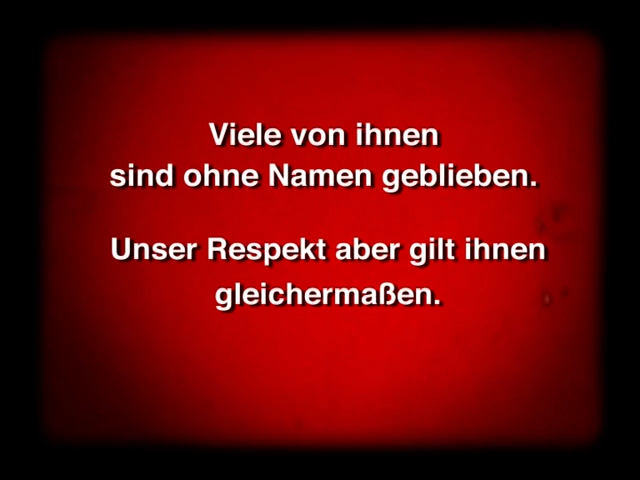 Viele von ihnen
sind ohne Namen geblieben.
Unser Respekt aber gilt ihnen
gleichermaßen.